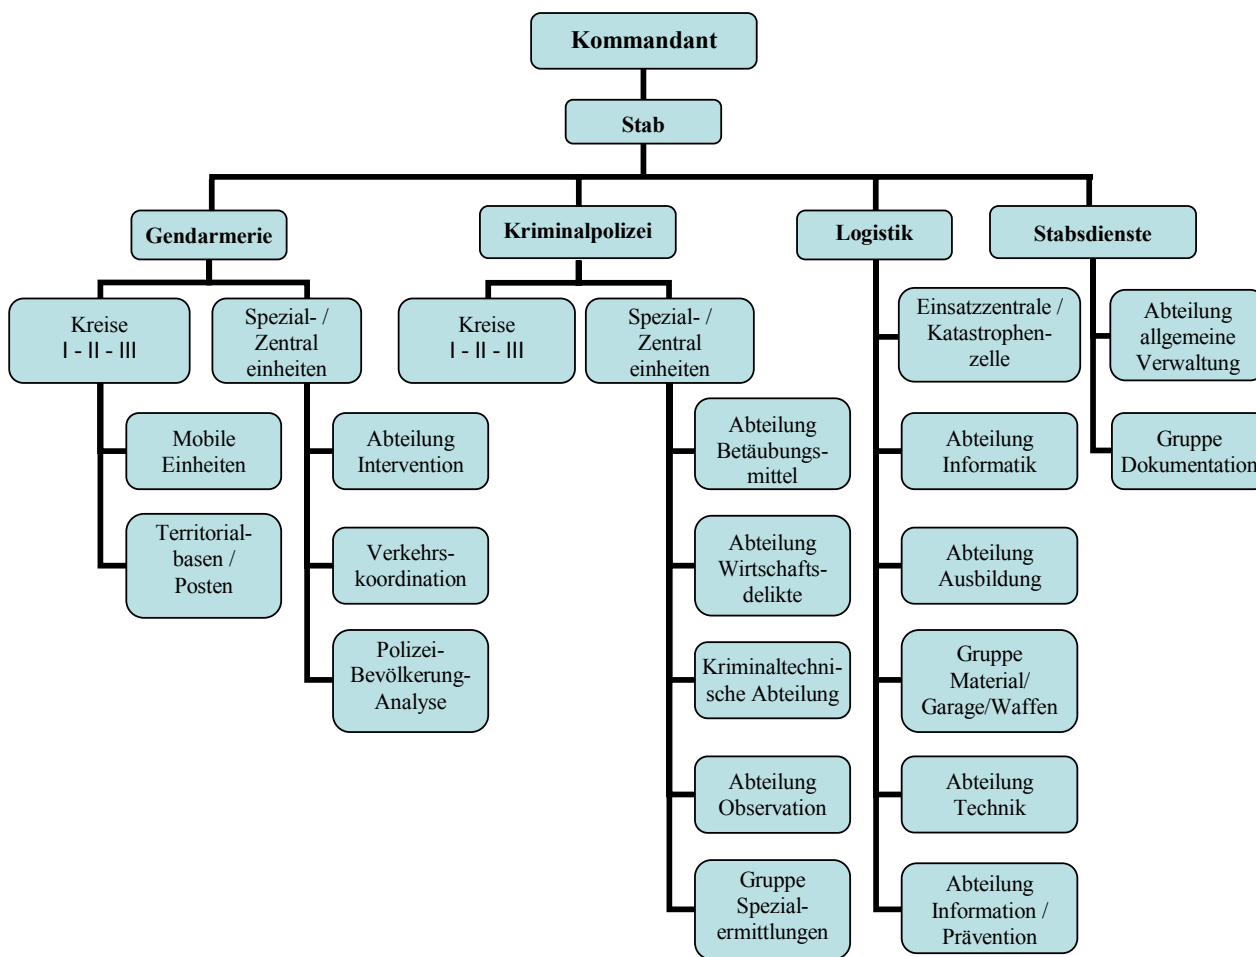 Kommandant
Stab
Gendarmerie
Kriminalpolizei
Logistik
Stabsdienste
Kreise
I - II - III
Spezial- /
Zentral
einheiten
Kreise
I - II - III
Spezial- /
Zentral
einheiten
Einsatzzentrale /
Katastrophen-
zelle
Abteilung
allgemeine
Verwaltung
Mobile
Einheiten
Abteilung
Intervention
Abteilung
Betäubungs-
mittel
Abteilung
Informatik
Gruppe
Dokumentation
Territorial-
basen /
Posten
Verkehrs-
koordination
Abteilung
Wirtschafts-
delikte
Abteilung
Ausbildung
Polizei-
Bevölkerung-
Analyse
Kriminaltechni-
sche Abteilung
Gruppe
Material/
Garage/Waffen
Abteilung
Observation
Abteilung
Technik
Gruppe
Spezial-
ermittlungen
Abteilung
Information /
Prävention